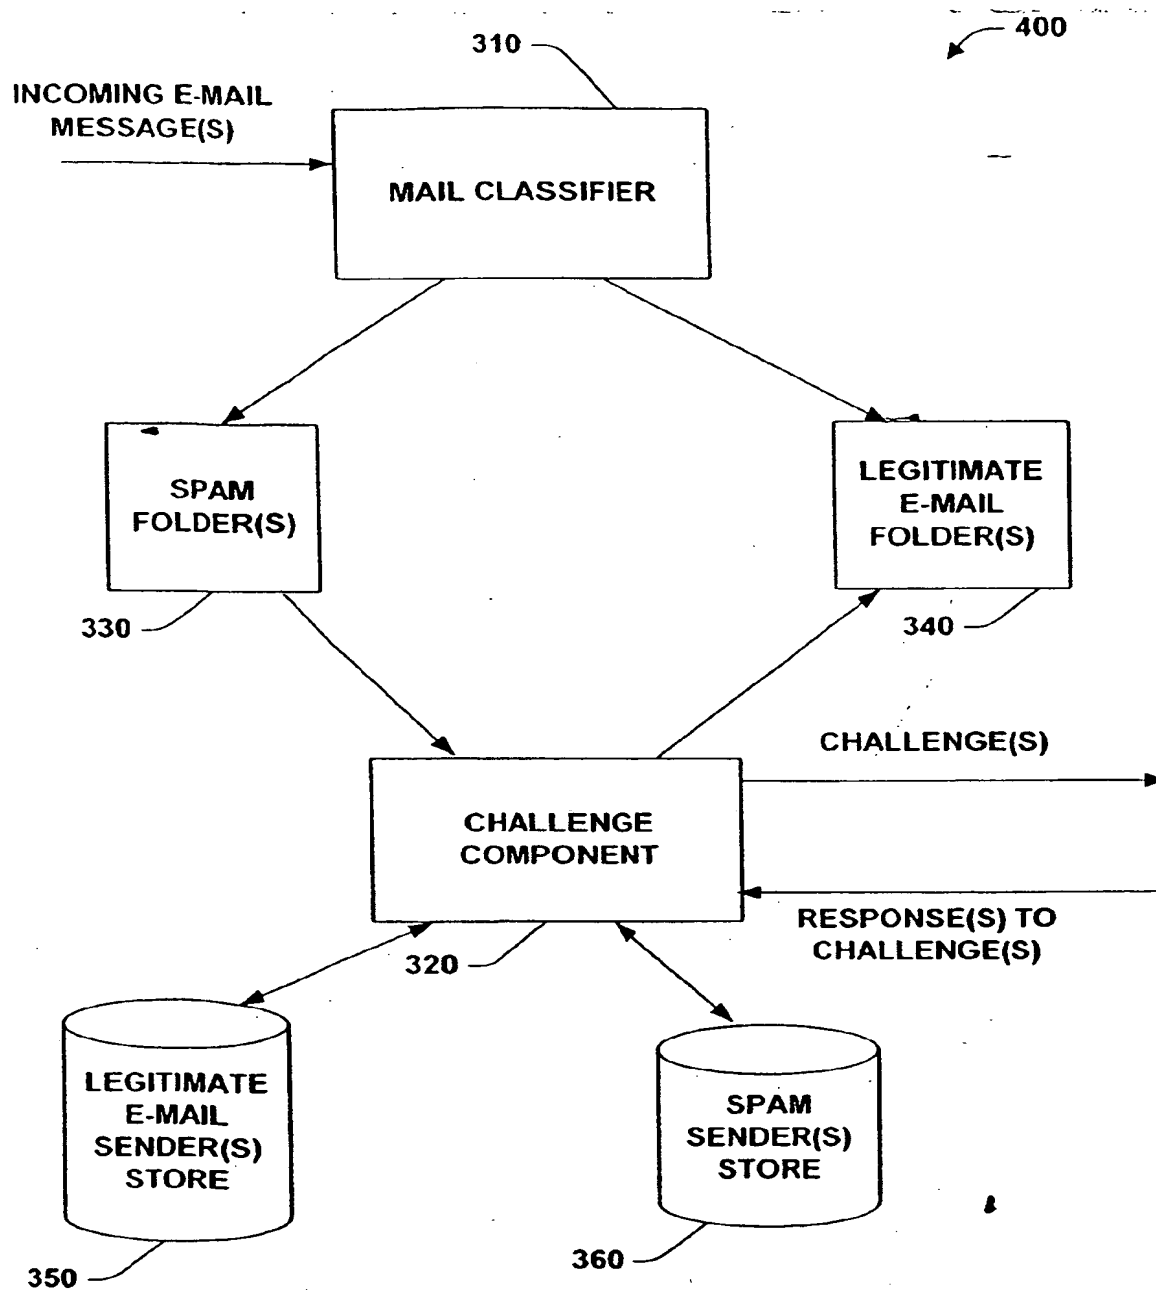 400
310
INCOMING E-MAIL
MESSAGE(S)
MAIL CLASSIFIER
SPAM
FOLDER(S)
LEGITIMATE
E-MAIL
FOLDER(S)
330
340
CHALLENGE(S)
CHALLENGE
COMPONENT
RESPONSE(S) TO
CHALLENGE(S)
320
LEGITIMATE
E-MAIL
SENDER(S)
STORE
SPAM
SENDER(S)
STORE
350
360